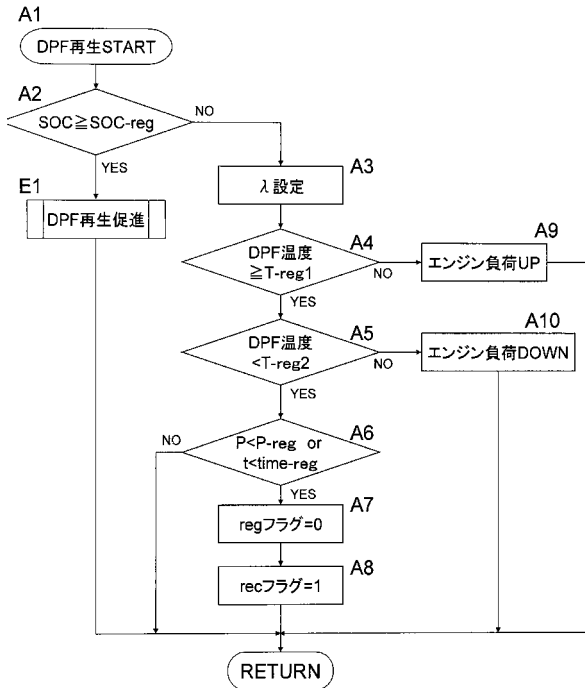 A1
DPF再生START
A2
SOC≧SOC-reg
NO
YES
E1
DPF再生促進
A3
λ設定
A4
DPF温度
≧T-reg1
NO
YES
A9
エンジン負荷UP
A5
DPF温度
<T-reg2
NO
YES
A10
エンジン負荷DOWN
A6
P<P-reg or
t<time-reg
NO
YES
A7
regフラグ=0
A8
recフラグ=1
RETURN